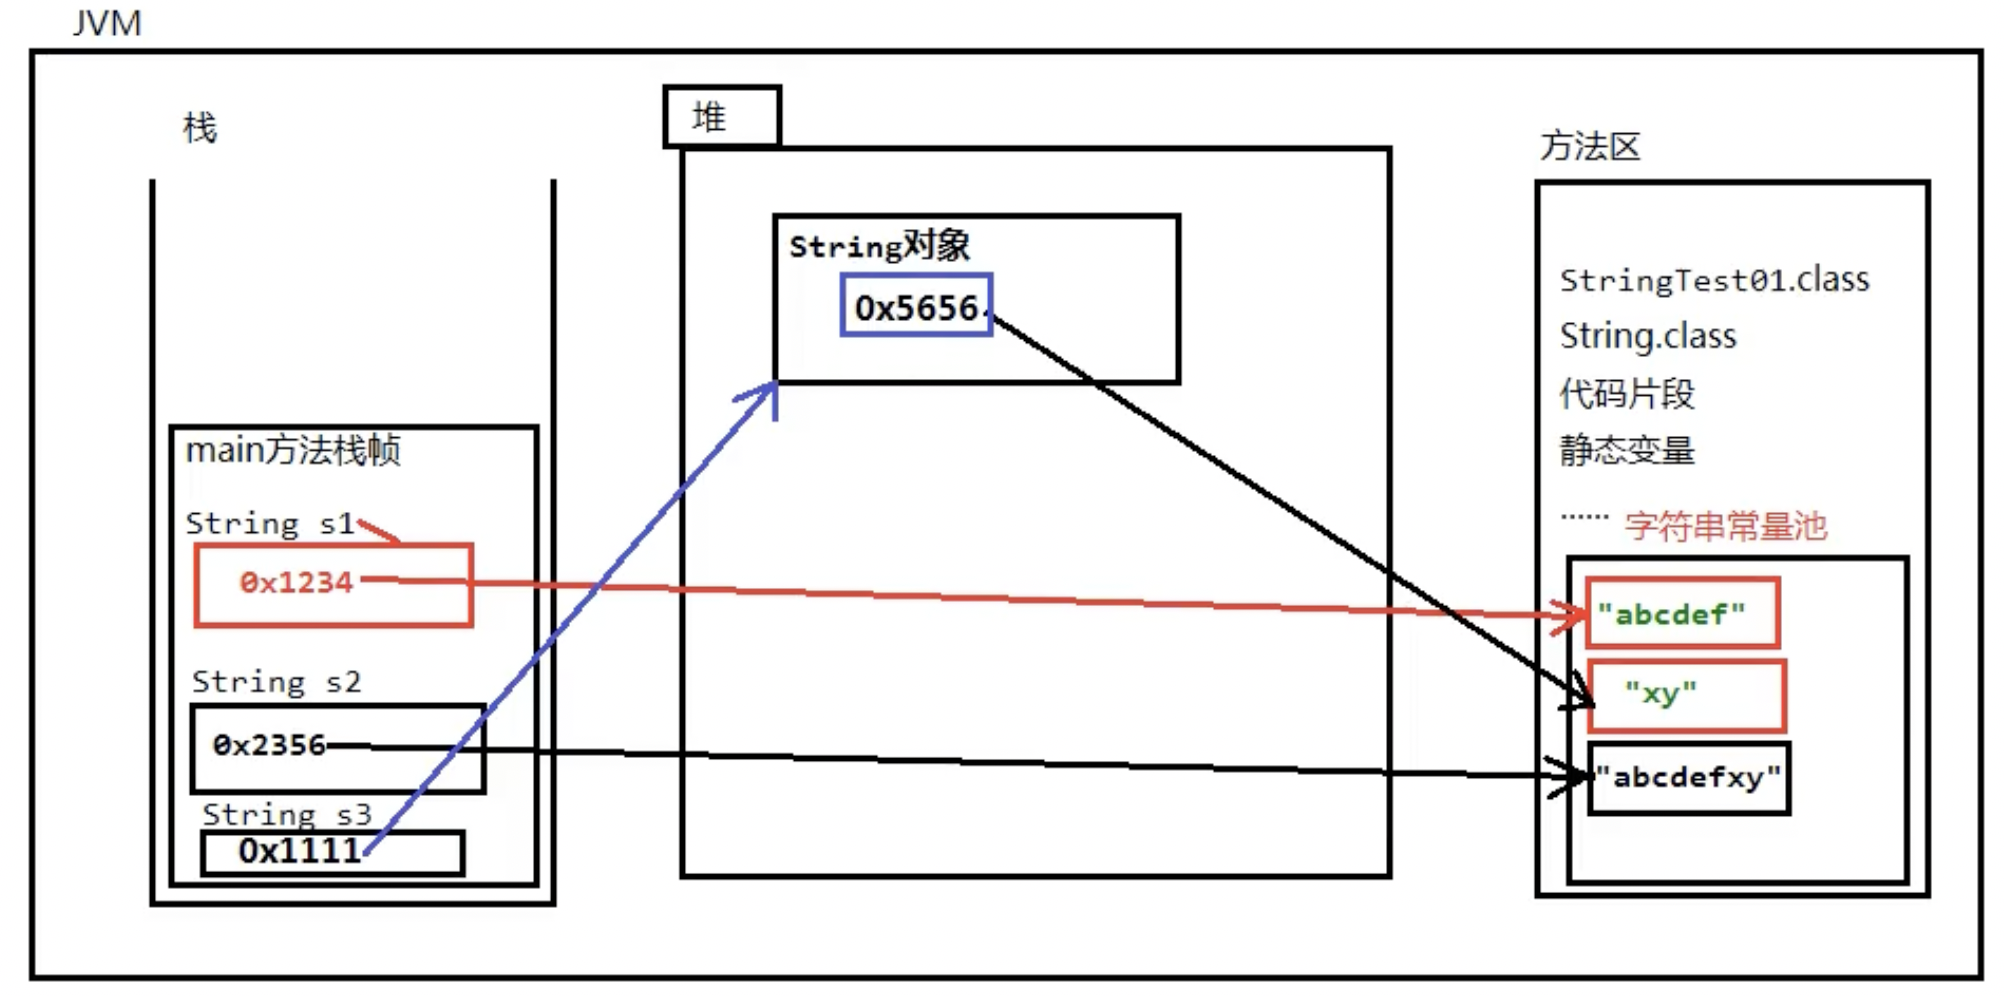 JVM
栈
堆
方法区
String对象
0x5656
main方法栈帧
String s1
0x1234
String s2
0x2356
String s3
0x1111
StringTest01.class
String.class
代码片段
静态变量
......
字符串常量池
"abcdef"
"xy"
"abcdefxy"